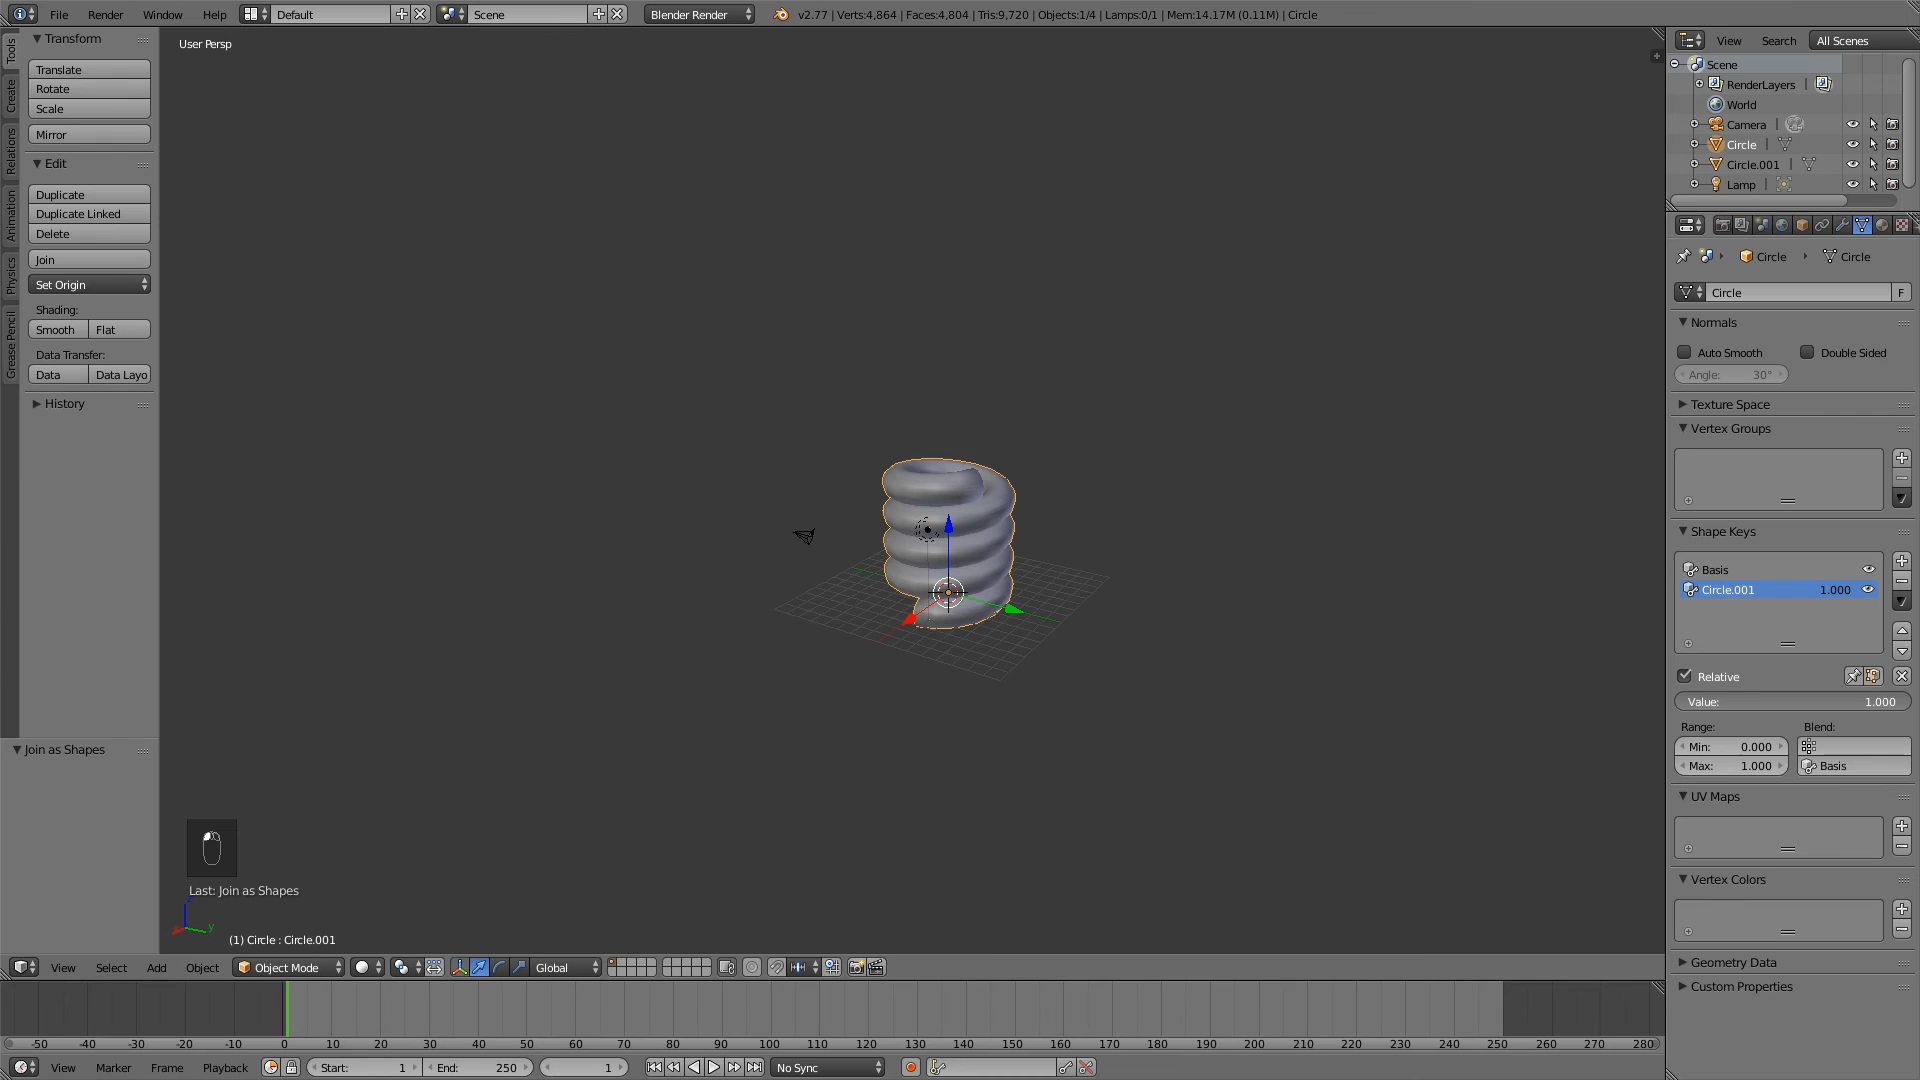 File Render Window Help Default Scene Blender Render v2.77 | Verts:4,864 | Faces:4,804 | Tris:9,720 | Objects:1/4 | Lamps:0/1 | Mem:14.17M (0.11M) | Circle
Tools
Create
Relations
Animation
Physics
Grease Pencil
Transform
Translate
Rotate
Scale
Mirror
Edit
Duplicate
Duplicate Linked
Delete
Join
Set Origin
Shading:
Smooth Flat
Data Transfer:
Data Data Layo
History
Join as Shapes
User Persp
Last: Join as Shapes
y
(1) Circle : Circle.001
View Select Add Object Object Mode Global
-50 -40 -30 -20 -10 0 10 20 30 40 50 60 70 80 90 100 110 120 130 140 150 160 170 180 190 200 210 220 230 240 250 260 270 280
View Marker Frame Playback Start: 1 End: 250 1 No Sync
View Search All Scenes
Scene
RenderLayers |
World
Camera |
Circle |
Circle.001 |
Lamp |
Circle Circle
Circle F
Normals
Auto Smooth Double Sided
Angle: 30°
Texture Space
Vertex Groups
Shape Keys
Basis
Circle.001 1.000
Relative
Value: 1.000
Range: Blend:
Min: 0.000
Max: 1.000 Basis
UV Maps
Vertex Colors
Geometry Data
Custom Properties